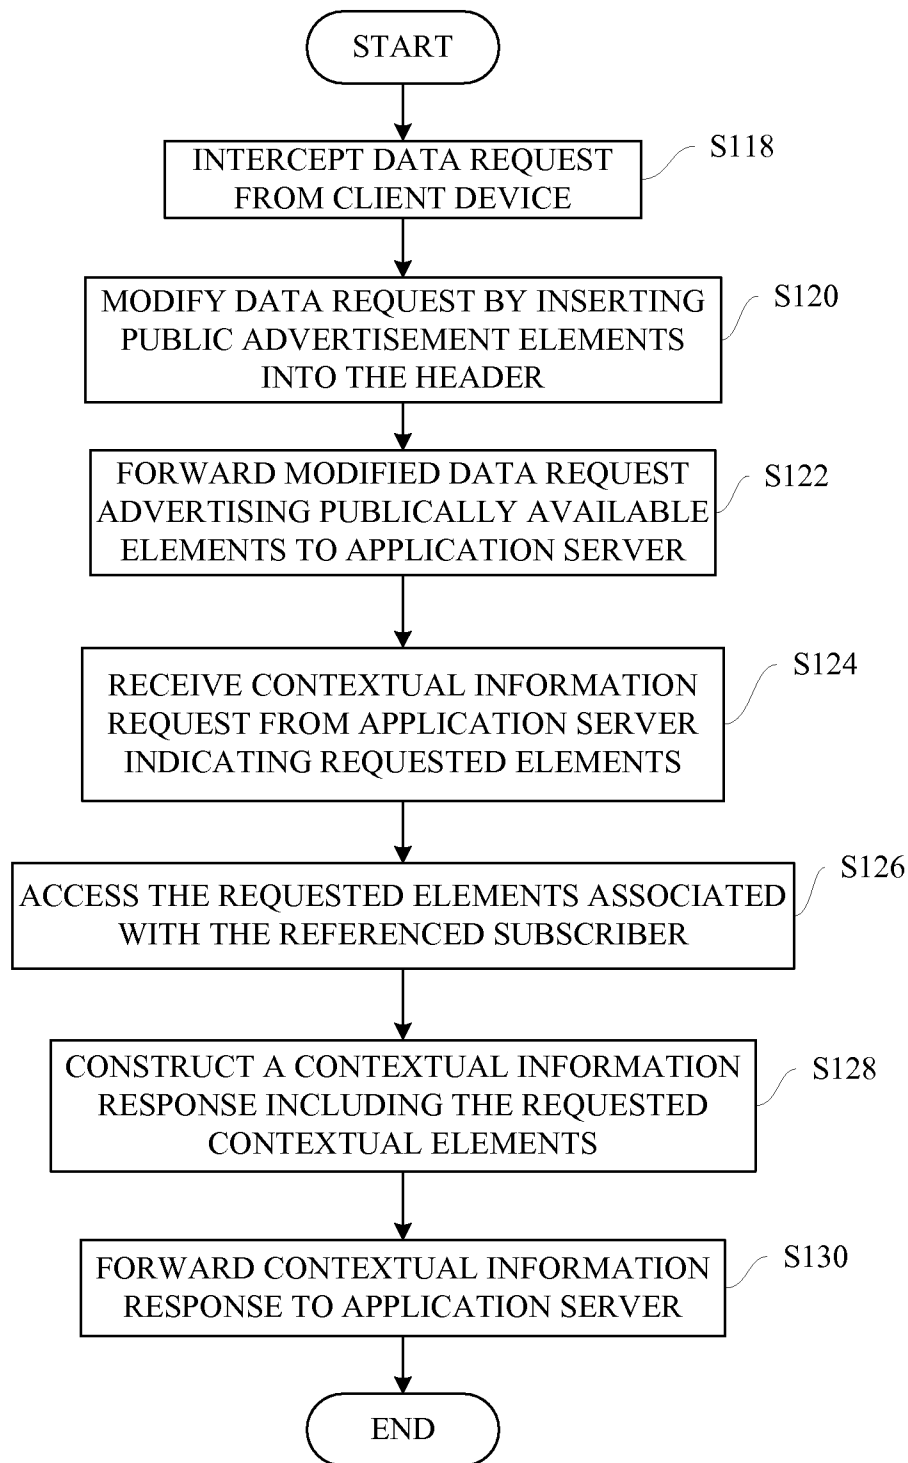 START
INTERCEPT DATA REQUEST
FROM CLIENT DEVICE
S118
MODIFY DATA REQUEST BY INSERTING
PUBLIC ADVERTISEMENT ELEMENTS
INTO THE HEADER
S120
FORWARD MODIFIED DATA REQUEST
ADVERTISING PUBLICALLY AVAILABLE
ELEMENTS TO APPLICATION SERVER
S122
RECEIVE CONTEXTUAL INFORMATION
REQUEST FROM APPLICATION SERVER
INDICATING REQUESTED ELEMENTS
S124
ACCESS THE REQUESTED ELEMENTS ASSOCIATED
WITH THE REFERENCED SUBSCRIBER
S126
CONSTRUCT A CONTEXTUAL INFORMATION
RESPONSE INCLUDING THE REQUESTED
CONTEXTUAL ELEMENTS
S128
FORWARD CONTEXTUAL INFORMATION
RESPONSE TO APPLICATION SERVER
S130
END